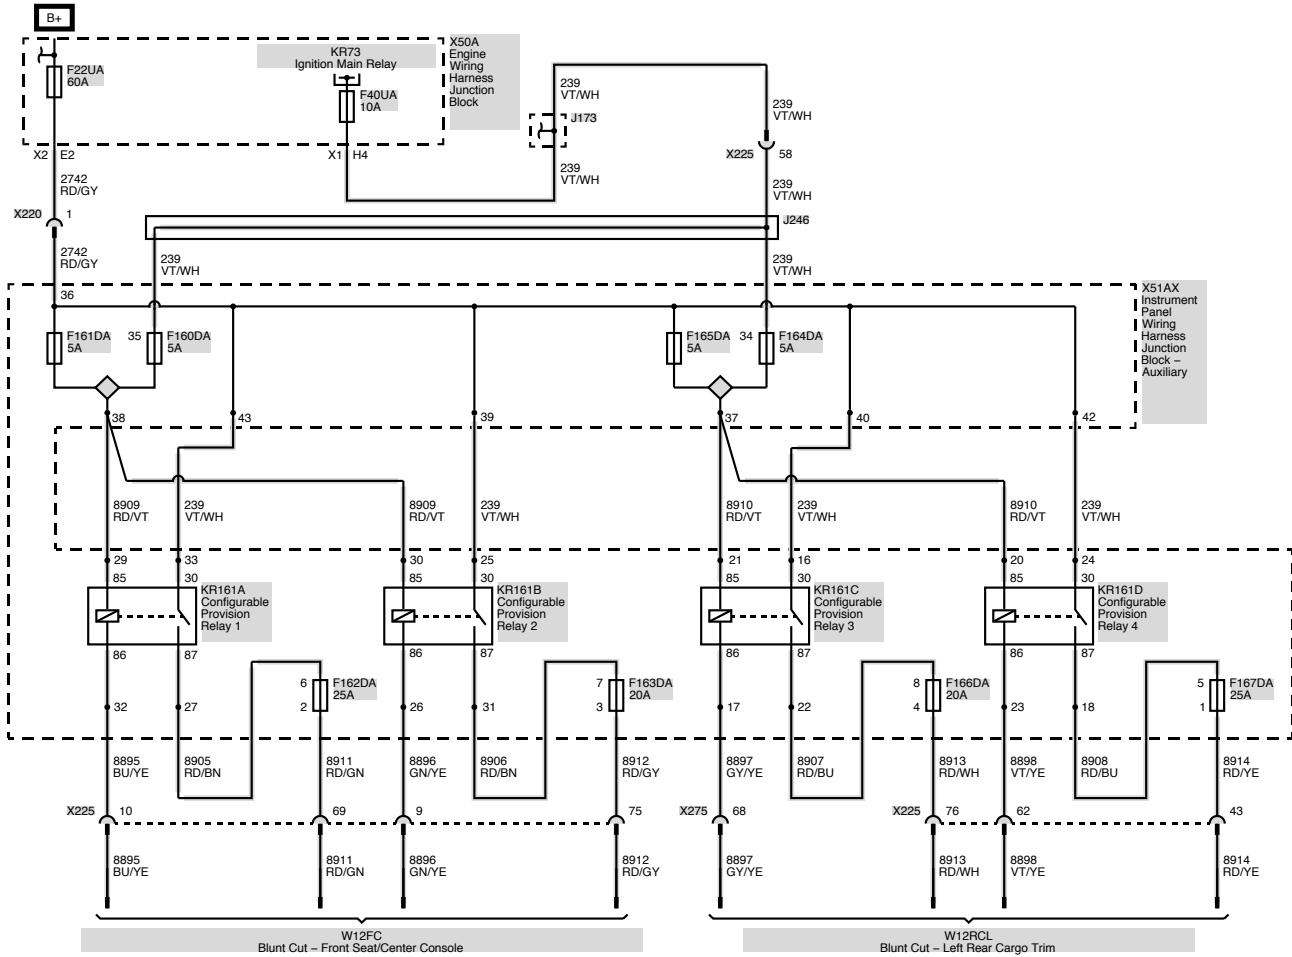 B+
X50A
Engine
Wiring
Harness
Junction
Block
KR73
Ignition Main Relay
F22UA
60A
F40UA
10A
239
VT/WH
239
VT/WH
J173
X2 E2
X1 H4
X225 58
239
VT/WH
2742
RD/GY
239
VT/WH
X220 1
J246
2742
RD/GY
239
VT/WH
239
VT/WH
36
X51AX
Instrument
Panel
Wiring
Harness
Junction
Block –
Auxiliary
F161DA
5A
35
F160DA
5A
F165DA
5A
34
F164DA
5A
38
43
39
37
40
42
8909
RD/VT
239
VT/WH
8909
RD/VT
239
VT/WH
8910
RD/VT
239
VT/WH
8910
RD/VT
239
VT/WH
29
33
30
25
21
16
20
24
85
30
85
30
85
30
85
30
KR161A
Configurable
Provision
Relay 1
KR161B
Configurable
Provision
Relay 2
KR161C
Configurable
Provision
Relay 3
KR161D
Configurable
Provision
Relay 4
86
87
86
87
86
87
86
87
6
F162DA
25A
2
7
F163DA
20A
3
8
F166DA
20A
4
5
F167DA
25A
1
32
27
26
31
17
22
23
18
8895
BU/YE
8905
RD/BN
8911
RD/GN
8896
GN/YE
8906
RD/BN
8912
RD/GY
8897
GY/YE
8907
RD/BU
8913
RD/WH
8898
VT/YE
8908
RD/BU
8914
RD/YE
X225 10
69
9
75
X275 68
X225 76
62
43
8895
BU/YE
8911
RD/GN
8896
GN/YE
8912
RD/GY
8897
GY/YE
8913
RD/WH
8898
VT/YE
8914
RD/YE
W12FC
Blunt Cut – Front Seat/Center Console
W12RCL
Blunt Cut – Left Rear Cargo Trim